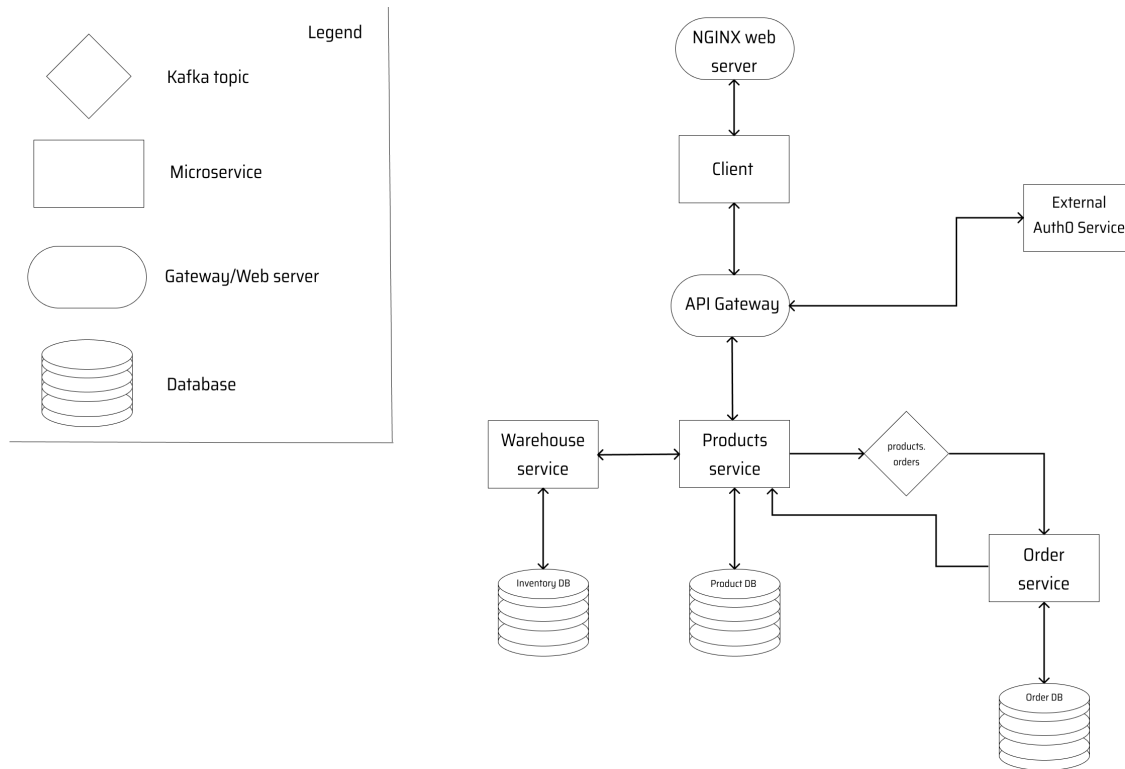 Legend
Kafka topic
Microservice
Gateway/Web server
Database
NGINX web
server
Client
External
Auth0 Service
API Gateway
Warehouse
service
Products
service
products.
orders
Order
service
Inventory DB
Product DB
Order DB